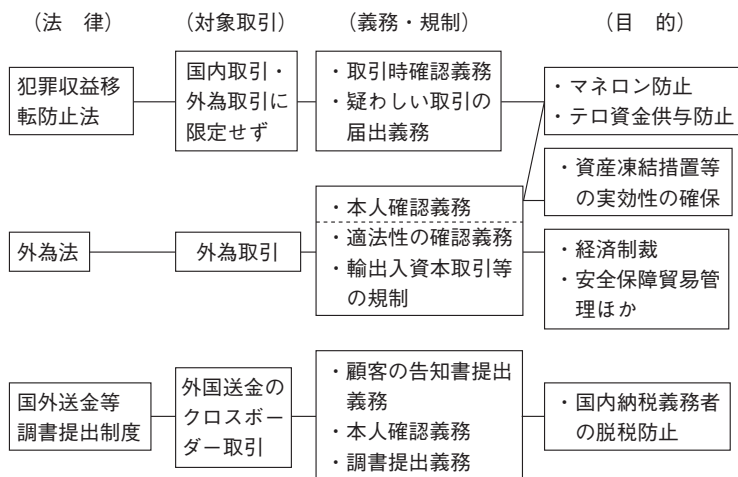 （法　律）
（対象取引）
（義務・規制）
（目　的）
犯罪収益移
転防止法
国内取引・
外為取引に
限定せず
・取引時確認義務
・疑わしい取引の
届出義務
・マネロン防止
・テロ資金供与防止
・資産凍結措置等
の実効性の確保
外為法
外為取引
・本人確認義務
・適法性の確認義務
・輸出入資本取引等
の規制
・経済制裁
・安全保障貿易管
理ほか
国外送金等
調書提出制度
外国送金の
クロスボー
ダー取引
・顧客の告知書提出
義務
・本人確認義務
・調書提出義務
・国内納税義務者
の脱税防止